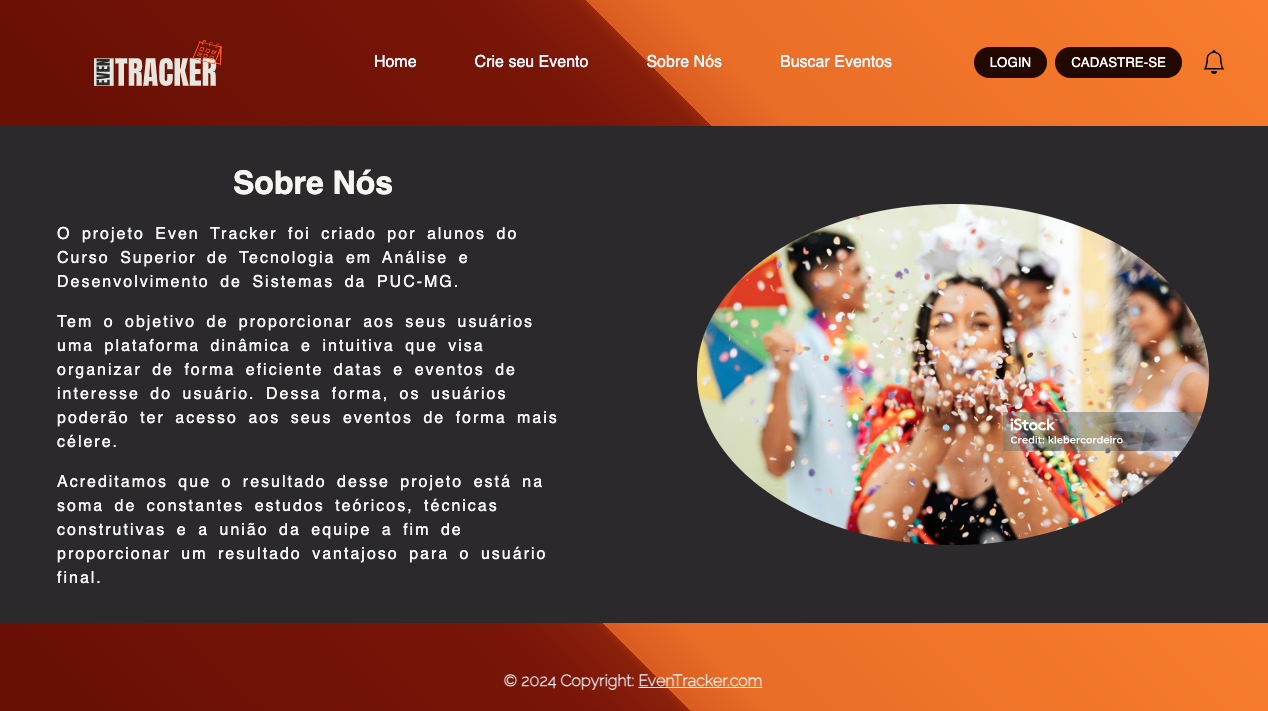 EVEN TRACKER
Home
Crie seu Evento
Sobre Nós
Buscar Eventos
LOGIN
CADASTRE-SE
Sobre Nós
O projeto Even Tracker foi criado por alunos do
Curso Superior de Tecnologia em Análise e
Desenvolvimento de Sistemas da PUC-MG.
Tem o objetivo de proporcionar aos seus usuários
uma plataforma dinâmica e intuitiva que visa
organizar de forma eficiente datas e eventos de
interesse do usuário. Dessa forma, os usuários
poderão ter acesso aos seus eventos de forma mais
célere.
Acreditamos que o resultado desse projeto está na
soma de constantes estudos teóricos, técnicas
construtivas e a união da equipe a fim de
proporcionar um resultado vantajoso para o usuário
final.
iStock
Credit: klebercordeiro
© 2024 Copyright: EvenTracker.com